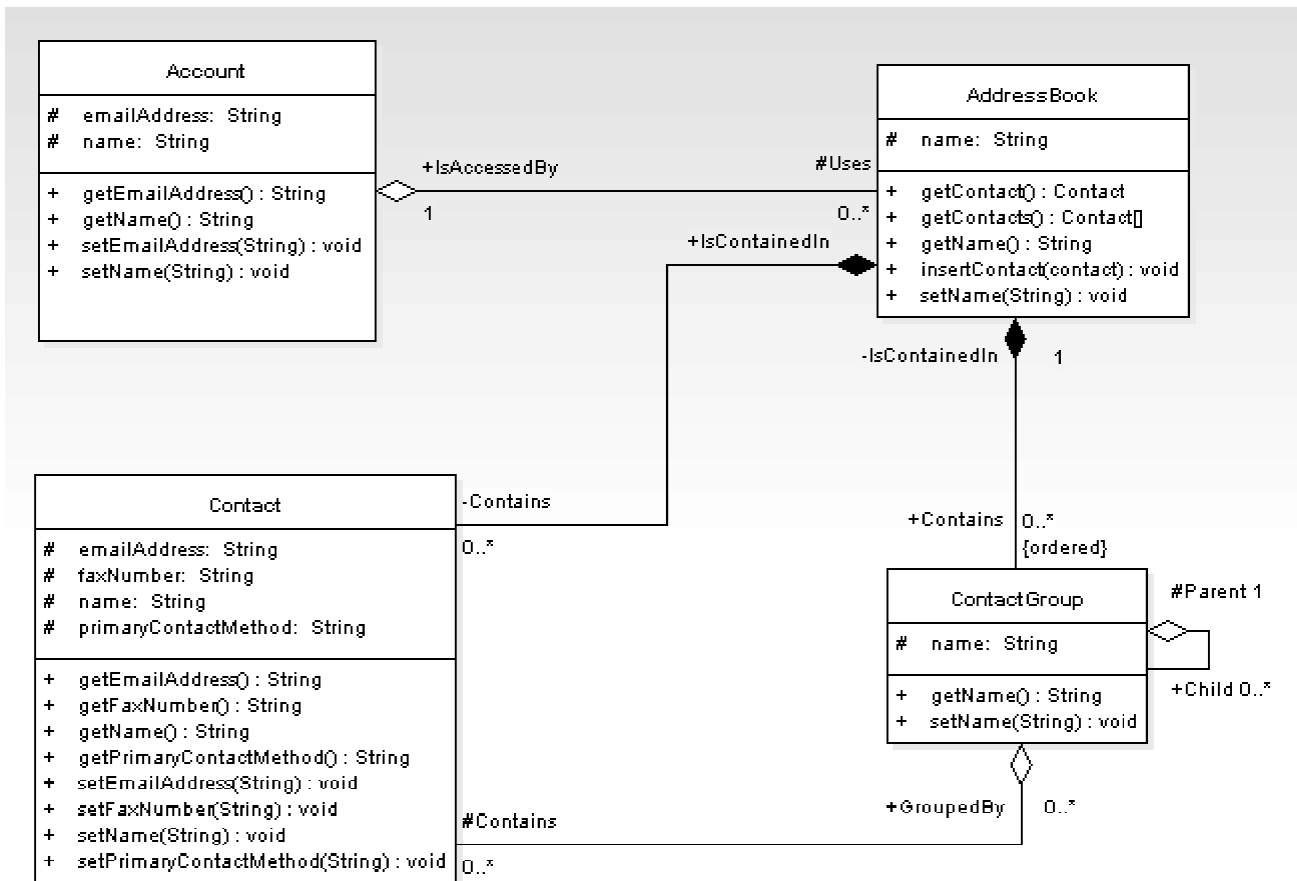 Account
# emailAddress: String
# name: String
+ getEmailAddress() : String
+ getName() : String
+ setEmailAddress(String) : void
+ setName(String) : void
+IsAccessedBy
1
#Uses
0..*
AddressBook
# name: String
+ getContact() : Contact
+ getContacts() : Contact[]
+ getName() : String
+ insertContact(contact) : void
+ setName(String) : void
+IsContainedIn
-IsContainedIn 1
Contact
# emailAddress: String
# faxNumber: String
# name: String
# primaryContactMethod: String
+ getEmailAddress() : String
+ getFaxNumber() : String
+ getName() : String
+ getPrimaryContactMethod() : String
+ setEmailAddress(String) : void
+ setFaxNumber(String) : void
+ setName(String) : void
+ setPrimaryContactMethod(String) : void
-Contains
0..*
+Contains 0..*
{ordered}
ContactGroup
# name: String
+ getName() : String
+ setName(String) : void
#Parent 1
+Child 0..*
+GroupedBy 0..*
#Contains
0..*